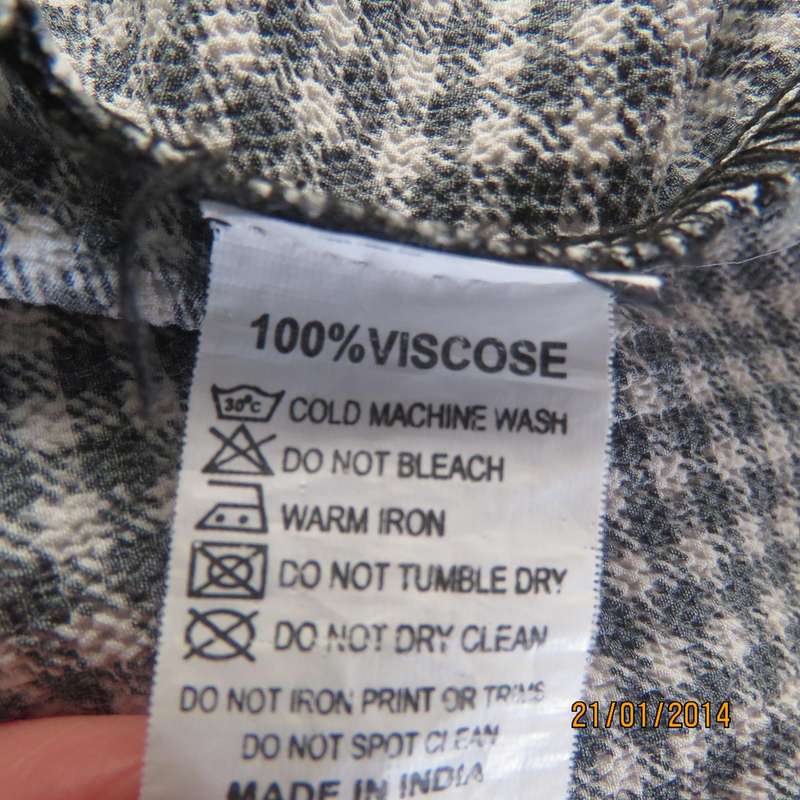 100%VISCOSE
30°C COLD MACHINE WASH
DO NOT BLEACH
WARM IRON
DO NOT TUMBLE DRY
DO NOT DRY CLEAN
DO NOT IRON PRINT OR TRIMS
DO NOT SPOT CLEAN
MADE IN INDIA
21/01/2014